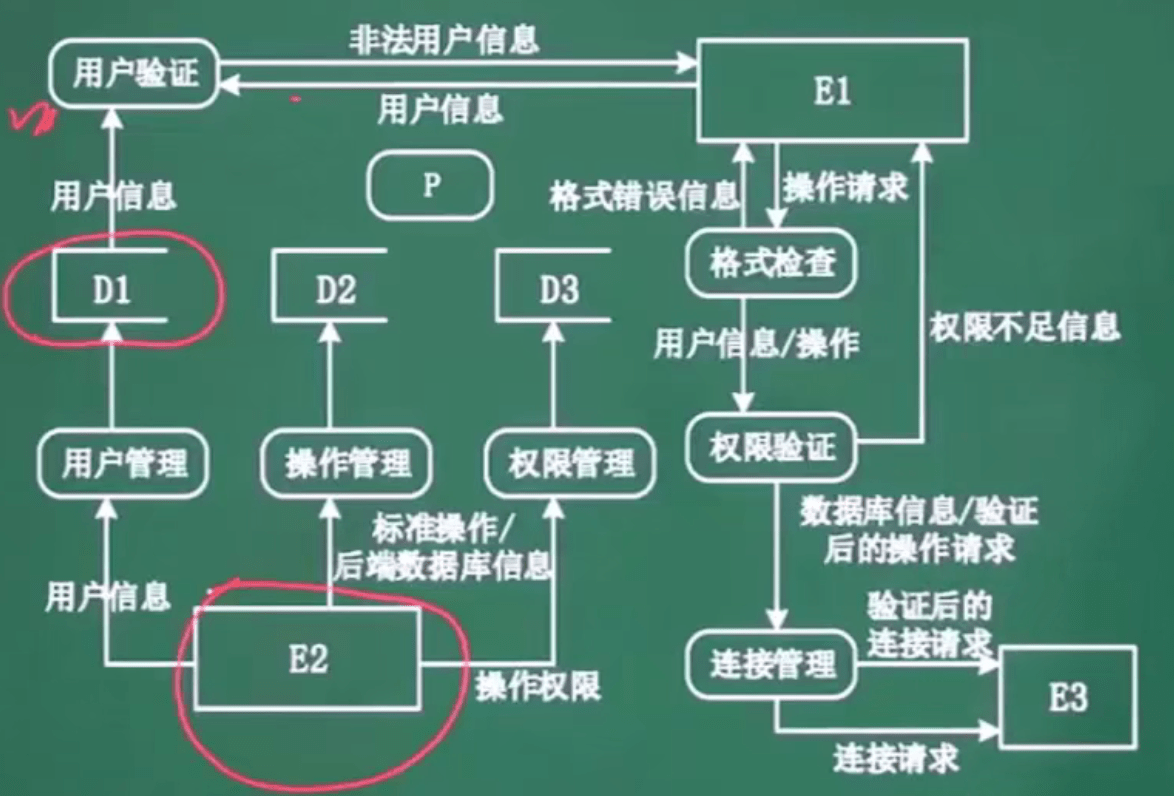 非法用户信息
用户验证
E1
用户信息
P
用户信息
格式错误信息
操作请求
格式检查
D1
D2
D3
用户信息/操作
权限不足信息
用户管理
操作管理
权限管理
权限验证
标准操作/
后端数据库信息
数据库信息/验证
后的操作请求
用户信息
验证后的
连接请求
E2
操作权限
连接管理
E3
连接请求